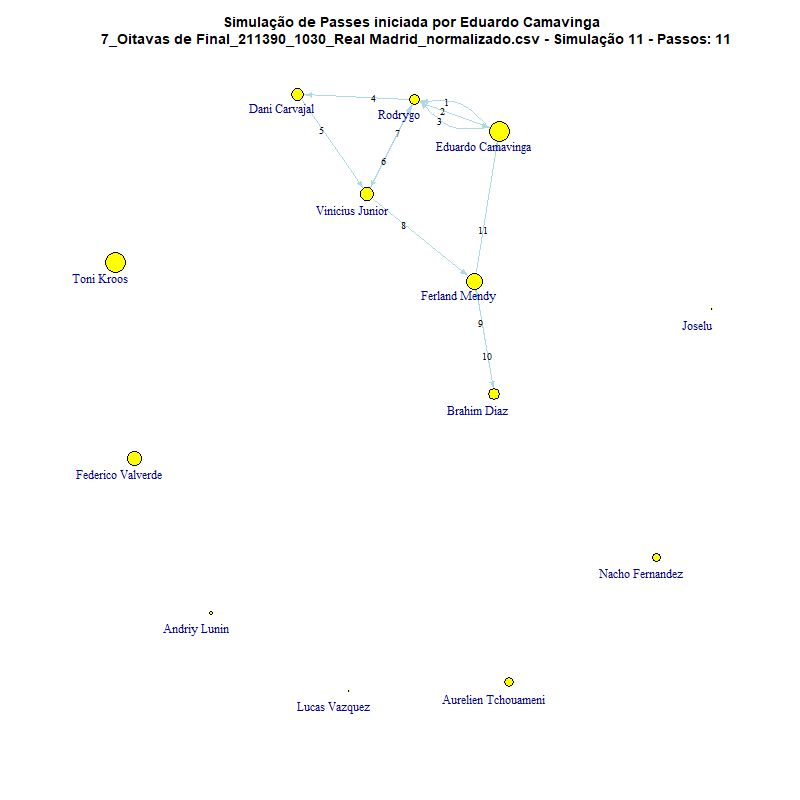 Simulação de Passes iniciada por Eduardo Camavinga
7_Oitavas de Final_211390_1030_Real Madrid_normalizado.csv - Simulação 11 - Passos: 11
Dani Carvajal
4
Rodrygo
1
2
3
Eduardo Camavinga
5
7
6
Vinicius Junior
8
11
Toni Kroos
Ferland Mendy
9
Joselu
10
Brahim Diaz
Federico Valverde
Nacho Fernandez
Andriy Lunin
Lucas Vazquez
Aurelien Tchouameni